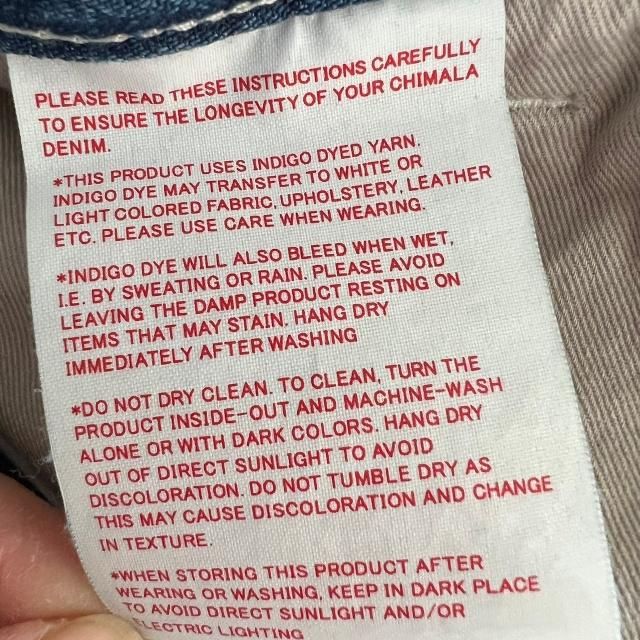 PLEASE READ THESE INSTRUCTIONS CAREFULLY
TO ENSURE THE LONGEVITY OF YOUR CHIMALA
DENIM.
*THIS PRODUCT USES INDIGO DYED YARN.
INDIGO DYE MAY TRANSFER TO WHITE OR
LIGHT COLORED FABRIC, UPHOLSTERY, LEATHER
ETC. PLEASE USE CARE WHEN WEARING.
*INDIGO DYE WILL ALSO BLEED WHEN WET,
I.E. BY SWEATING OR RAIN. PLEASE AVOID
LEAVING THE DAMP PRODUCT RESTING ON
ITEMS THAT MAY STAIN. HANG DRY
IMMEDIATELY AFTER WASHING
*DO NOT DRY CLEAN. TO CLEAN, TURN THE
PRODUCT INSIDE-OUT AND MACHINE-WASH
ALONE OR WITH DARK COLORS. HANG DRY
OUT OF DIRECT SUNLIGHT TO AVOID
DISCOLORATION. DO NOT TUMBLE DRY AS
THIS MAY CAUSE DISCOLORATION AND CHANGE
IN TEXTURE.
*WHEN STORING THIS PRODUCT AFTER
WEARING OR WASHING, KEEP IN DARK PLACE
TO AVOID DIRECT SUNLIGHT AND/OR
ELECTRIC LIGHTING